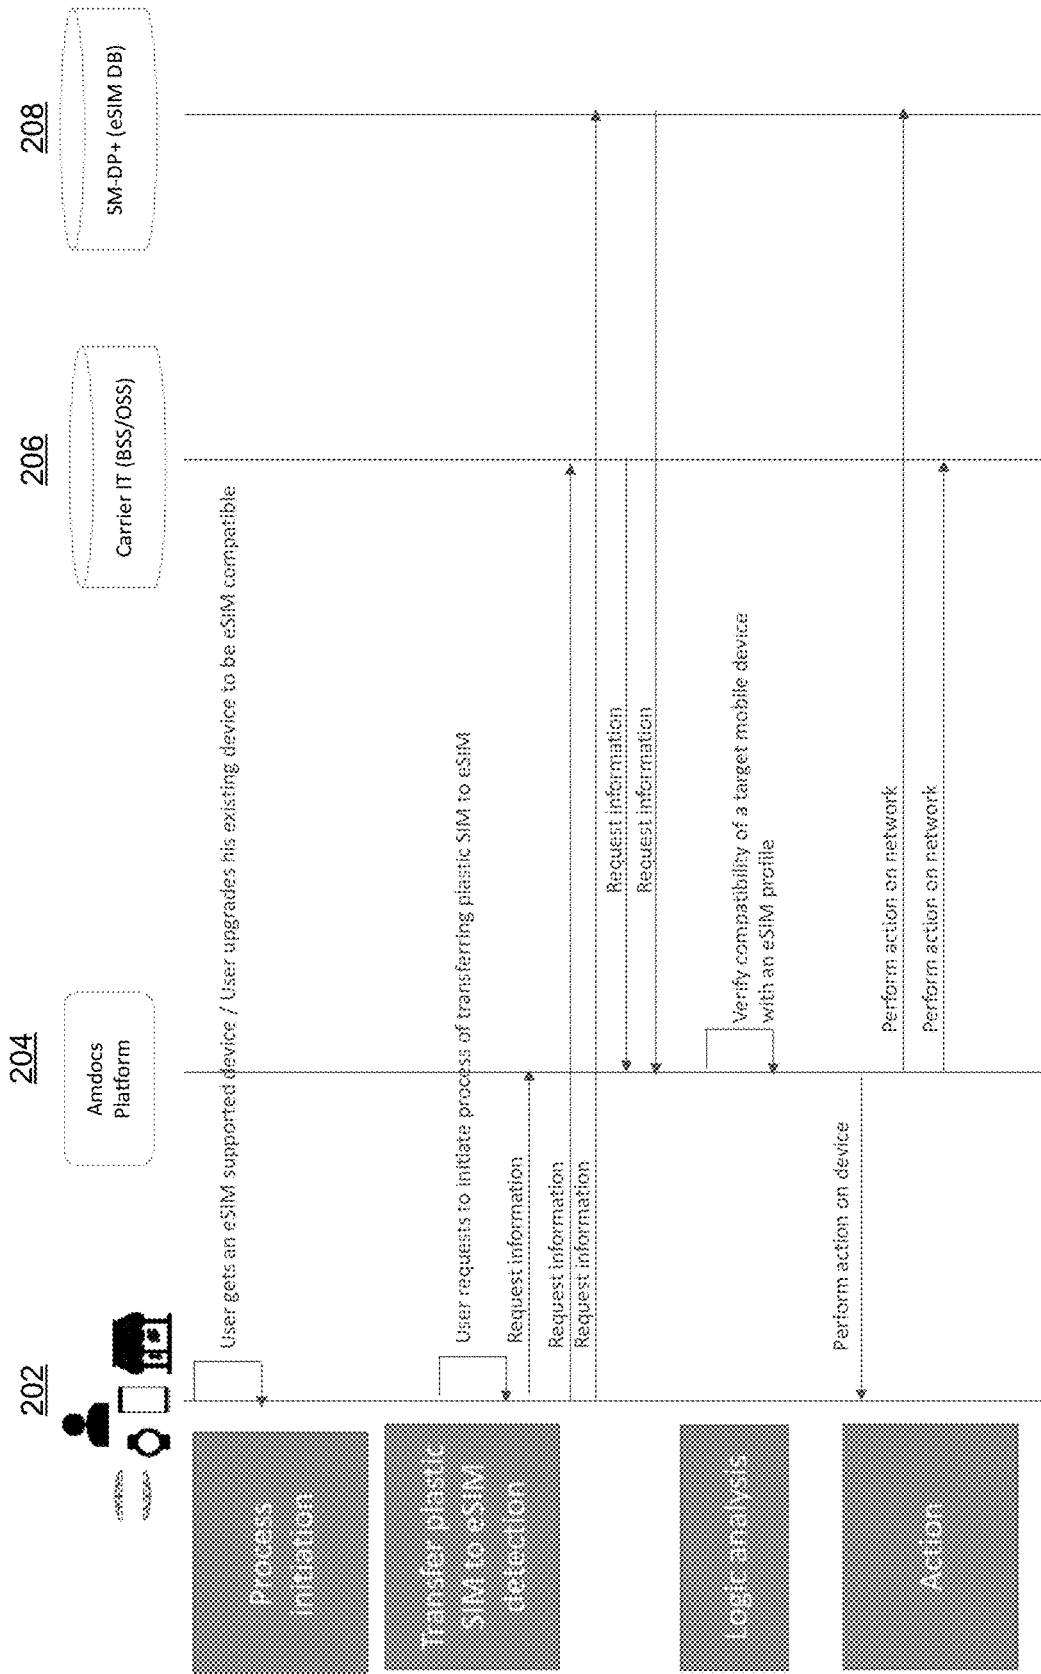 202
204
206
208
Amdocs
Platform
Carrier IT (BSS/OSS)
SM-DP+ (eSIM DB)
Process
initiation
User gets an eSIM supported device / User upgrades his existing device to be eSIM compatible
Transfer plastic
SIM to eSIM
detection
User requests to initiate process of transferring plastic SIM to eSIM
Request information
Request information
Request information
Request information
Request information
Logic analysis
Verify compatibility of a target mobile device
with an eSIM profile
Action
Perform action on device
Perform action on network
Perform action on network